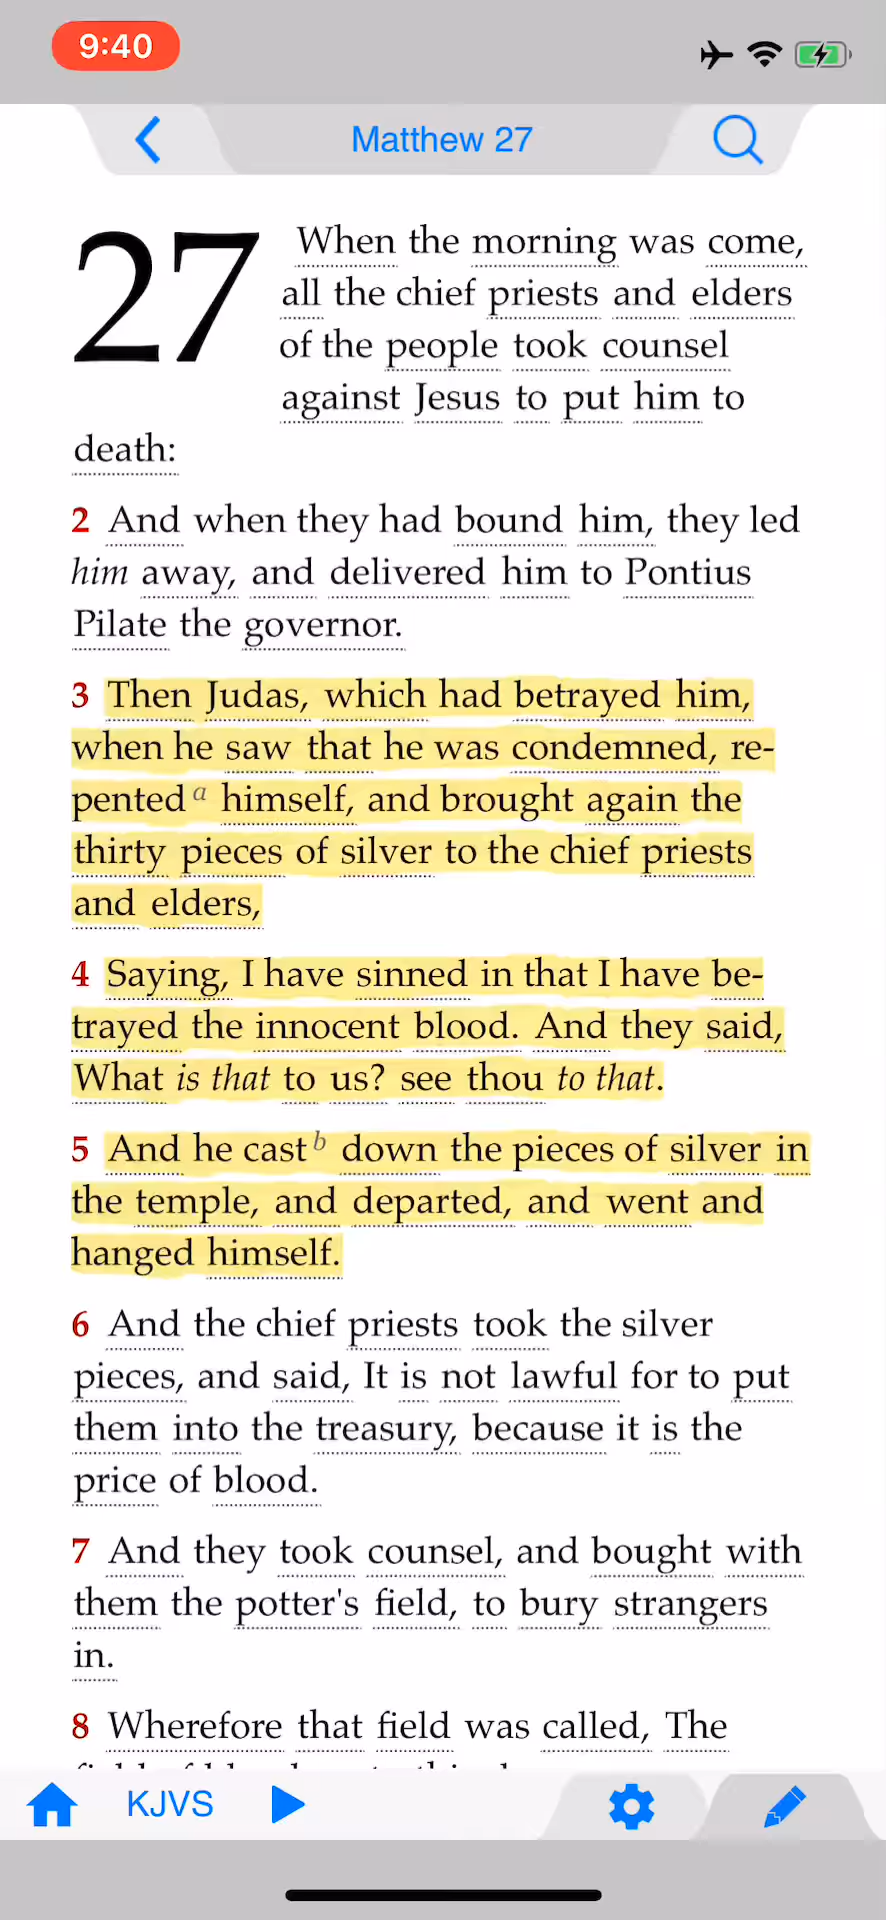 9:40
Matthew 27
27 When the morning was come,
all the chief priests and elders
of the people took counsel
against Jesus to put him to
death:
2 And when they had bound him, they led
him away, and delivered him to Pontius
Pilate the governor.
3 Then Judas, which had betrayed him,
when he saw that he was condemned, re-
pented a himself, and brought again the
thirty pieces of silver to the chief priests
and elders,
4 Saying, I have sinned in that I have be-
trayed the innocent blood. And they said,
What is that to us? see thou to that.
5 And he cast b down the pieces of silver in
the temple, and departed, and went and
hanged himself.
6 And the chief priests took the silver
pieces, and said, It is not lawful for to put
them into the treasury, because it is the
price of blood.
7 And they took counsel, and bought with
them the potter's field, to bury strangers
in.
8 Wherefore that field was called, The
KJVS